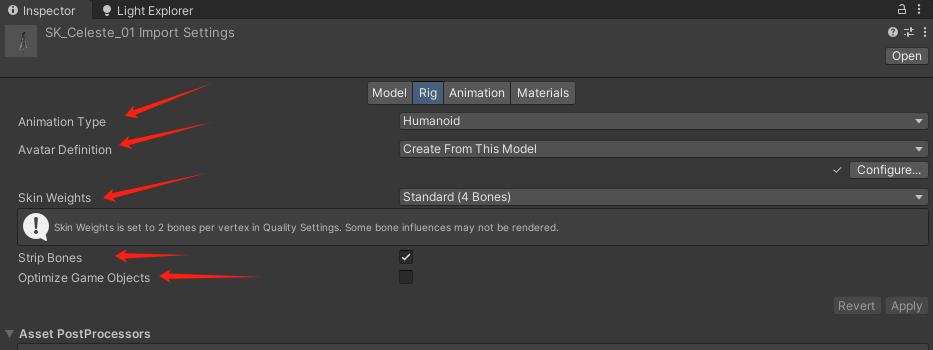 Inspector Light Explorer
SK_Celeste_01 Import Settings
Open
Model Rig Animation Materials
Animation Type Humanoid
Avatar Definition Create From This Model
Configure...
Skin Weights Standard (4 Bones)
Skin Weights is set to 2 bones per vertex in Quality Settings. Some bone influences may not be rendered.
Strip Bones
Optimize Game Objects
Revert Apply
Asset PostProcessors